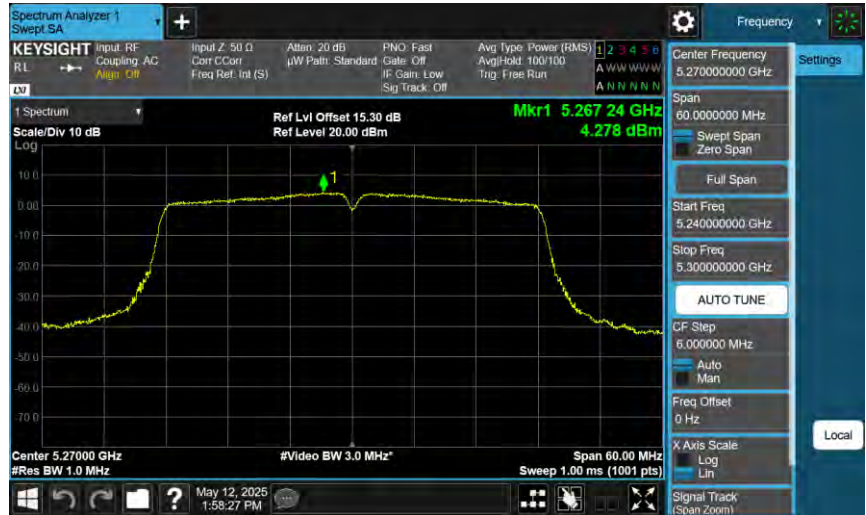 Spectrum Analyzer 1
Swept SA
+
Frequency
KEYSIGHT
RL
LXI
Input: RF
Coupling: AC
Align: Off
Input Z: 50 Ω
Corr CCorr
Freq Ref: Int (S)
Atten: 20 dB
µW Path: Standard
PNO: Fast
Gate: Off
IF Gain: Low
Sig Track: Off
Avg Type: Power (RMS)
Avg|Hold: 100/100
Trig: Free Run
1 2 3 4 5 6
A W W W W W
A N N N N N
1 Spectrum
Scale/Div 10 dB
Ref Lvl Offset 15.30 dB
Ref Level 20.00 dBm
Mkr1 5.267 24 GHz
4.278 dBm
Log
1
10.0
0.00
-10.0
-20.0
-30.0
-40.0
-50.0
-60.0
-70.0
Center 5.27000 GHz
#Video BW 3.0 MHz*
Span 60.00 MHz
#Res BW 1.0 MHz
Sweep 1.00 ms (1001 pts)
?
May 12, 2025
1:58:27 PM
Center Frequency
5.270000000 GHz
Span
60.0000000 MHz
Swept Span
Zero Span
Full Span
Start Freq
5.240000000 GHz
Stop Freq
5.300000000 GHz
AUTO TUNE
CF Step
6.000000 MHz
Auto
Man
Freq Offset
0 Hz
X Axis Scale
Log
Lin
Signal Track
(Span Zoom)
Settings
Local